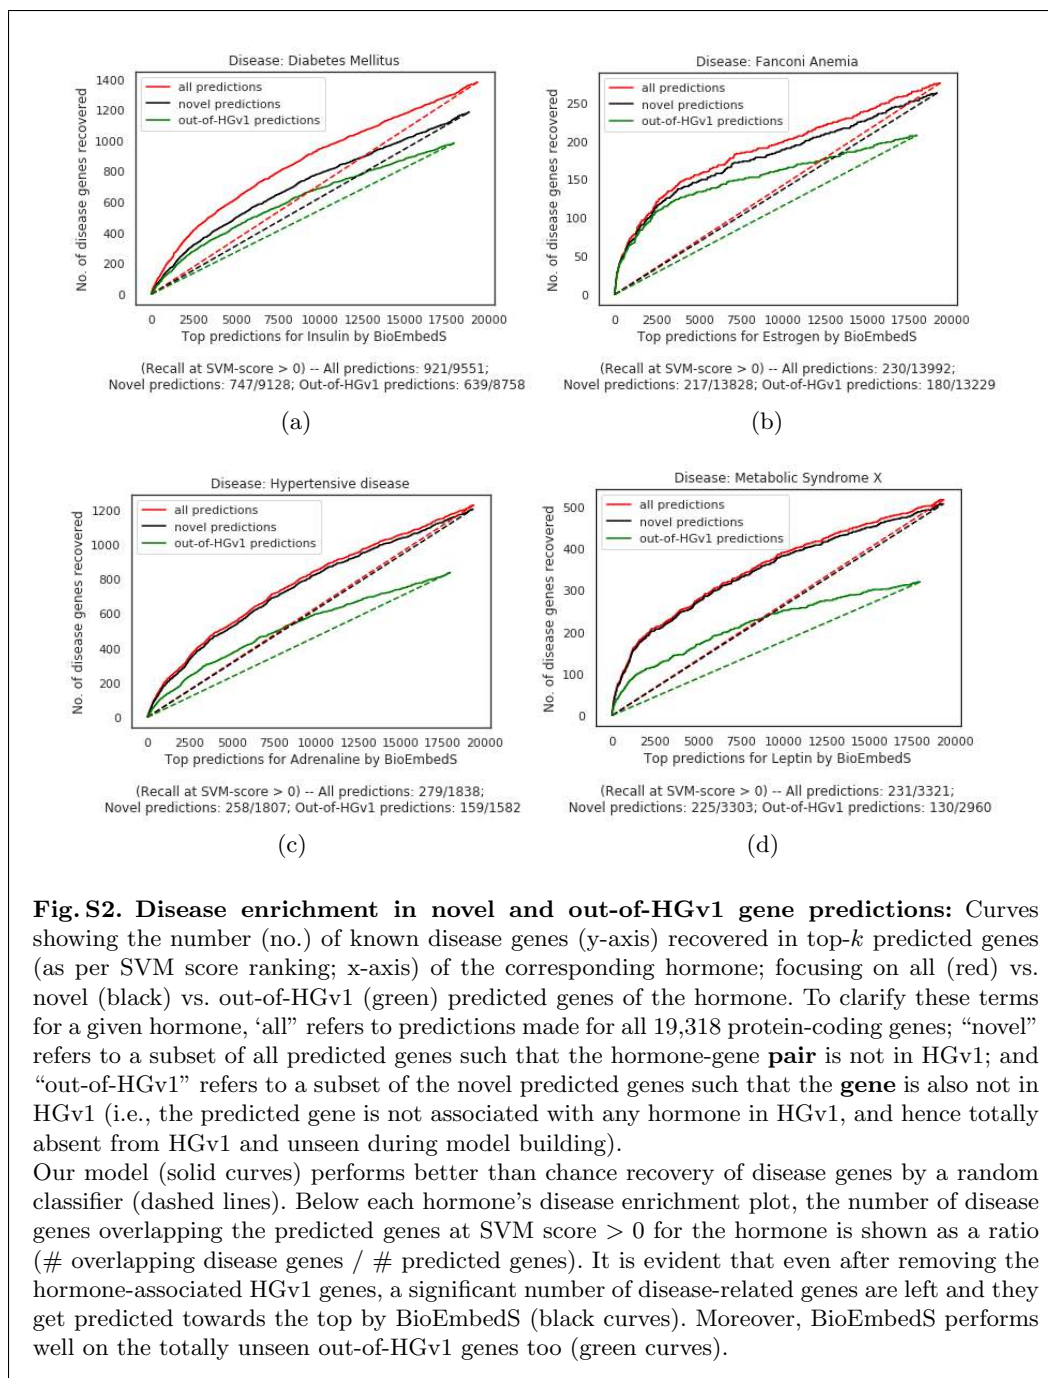 Disease: Diabetes Mellitus
No. of disease genes recovered
1400
1200
1000
800
600
400
200
0
all predictions
novel predictions
out-of-HGv1 predictions
0 2500 5000 7500 10000 12500 15000 17500 20000
Top predictions for Insulin by BioEmbedS
(Recall at SVM-score > 0) -- All predictions: 921/9551;
Novel predictions: 747/9128; Out-of-HGv1 predictions: 639/8758
(a)
Disease: Fanconi Anemia
No. of disease genes recovered
250
200
150
100
50
0
all predictions
novel predictions
out-of-HGv1 predictions
0 2500 5000 7500 10000 12500 15000 17500 20000
Top predictions for Estrogen by BioEmbedS
(Recall at SVM-score > 0) -- All predictions: 230/13992;
Novel predictions: 217/13828; Out-of-HGv1 predictions: 180/13229
(b)
Disease: Hypertensive disease
No. of disease genes recovered
1200
1000
800
600
400
200
0
all predictions
novel predictions
out-of-HGv1 predictions
0 2500 5000 7500 10000 12500 15000 17500 20000
Top predictions for Adrenaline by BioEmbedS
(Recall at SVM-score > 0) -- All predictions: 279/1838;
Novel predictions: 258/1807; Out-of-HGv1 predictions: 159/1582
(c)
Disease: Metabolic Syndrome X
No. of disease genes recovered
500
400
300
200
100
0
all predictions
novel predictions
out-of-HGv1 predictions
0 2500 5000 7500 10000 12500 15000 17500 20000
Top predictions for Leptin by BioEmbedS
(Recall at SVM-score > 0) -- All predictions: 231/3321;
Novel predictions: 225/3303; Out-of-HGv1 predictions: 130/2960
(d)
Fig. S2. Disease enrichment in novel and out-of-HGv1 gene predictions: Curves
showing the number (no.) of known disease genes (y-axis) recovered in top-k predicted genes
(as per SVM score ranking; x-axis) of the corresponding hormone; focusing on all (red) vs.
novel (black) vs. out-of-HGv1 (green) predicted genes of the hormone. To clarify these terms
for a given hormone, ‘all” refers to predictions made for all 19,318 protein-coding genes; “novel”
refers to a subset of all predicted genes such that the hormone-gene pair is not in HGv1; and
“out-of-HGv1” refers to a subset of the novel predicted genes such that the gene is also not in
HGv1 (i.e., the predicted gene is not associated with any hormone in HGv1, and hence totally
absent from HGv1 and unseen during model building).
Our model (solid curves) performs better than chance recovery of disease genes by a random
classifier (dashed lines). Below each hormone’s disease enrichment plot, the number of disease
genes overlapping the predicted genes at SVM score > 0 for the hormone is shown as a ratio
(# overlapping disease genes / # predicted genes). It is evident that even after removing the
hormone-associated HGv1 genes, a significant number of disease-related genes are left and they
get predicted towards the top by BioEmbedS (black curves). Moreover, BioEmbedS performs
well on the totally unseen out-of-HGv1 genes too (green curves).